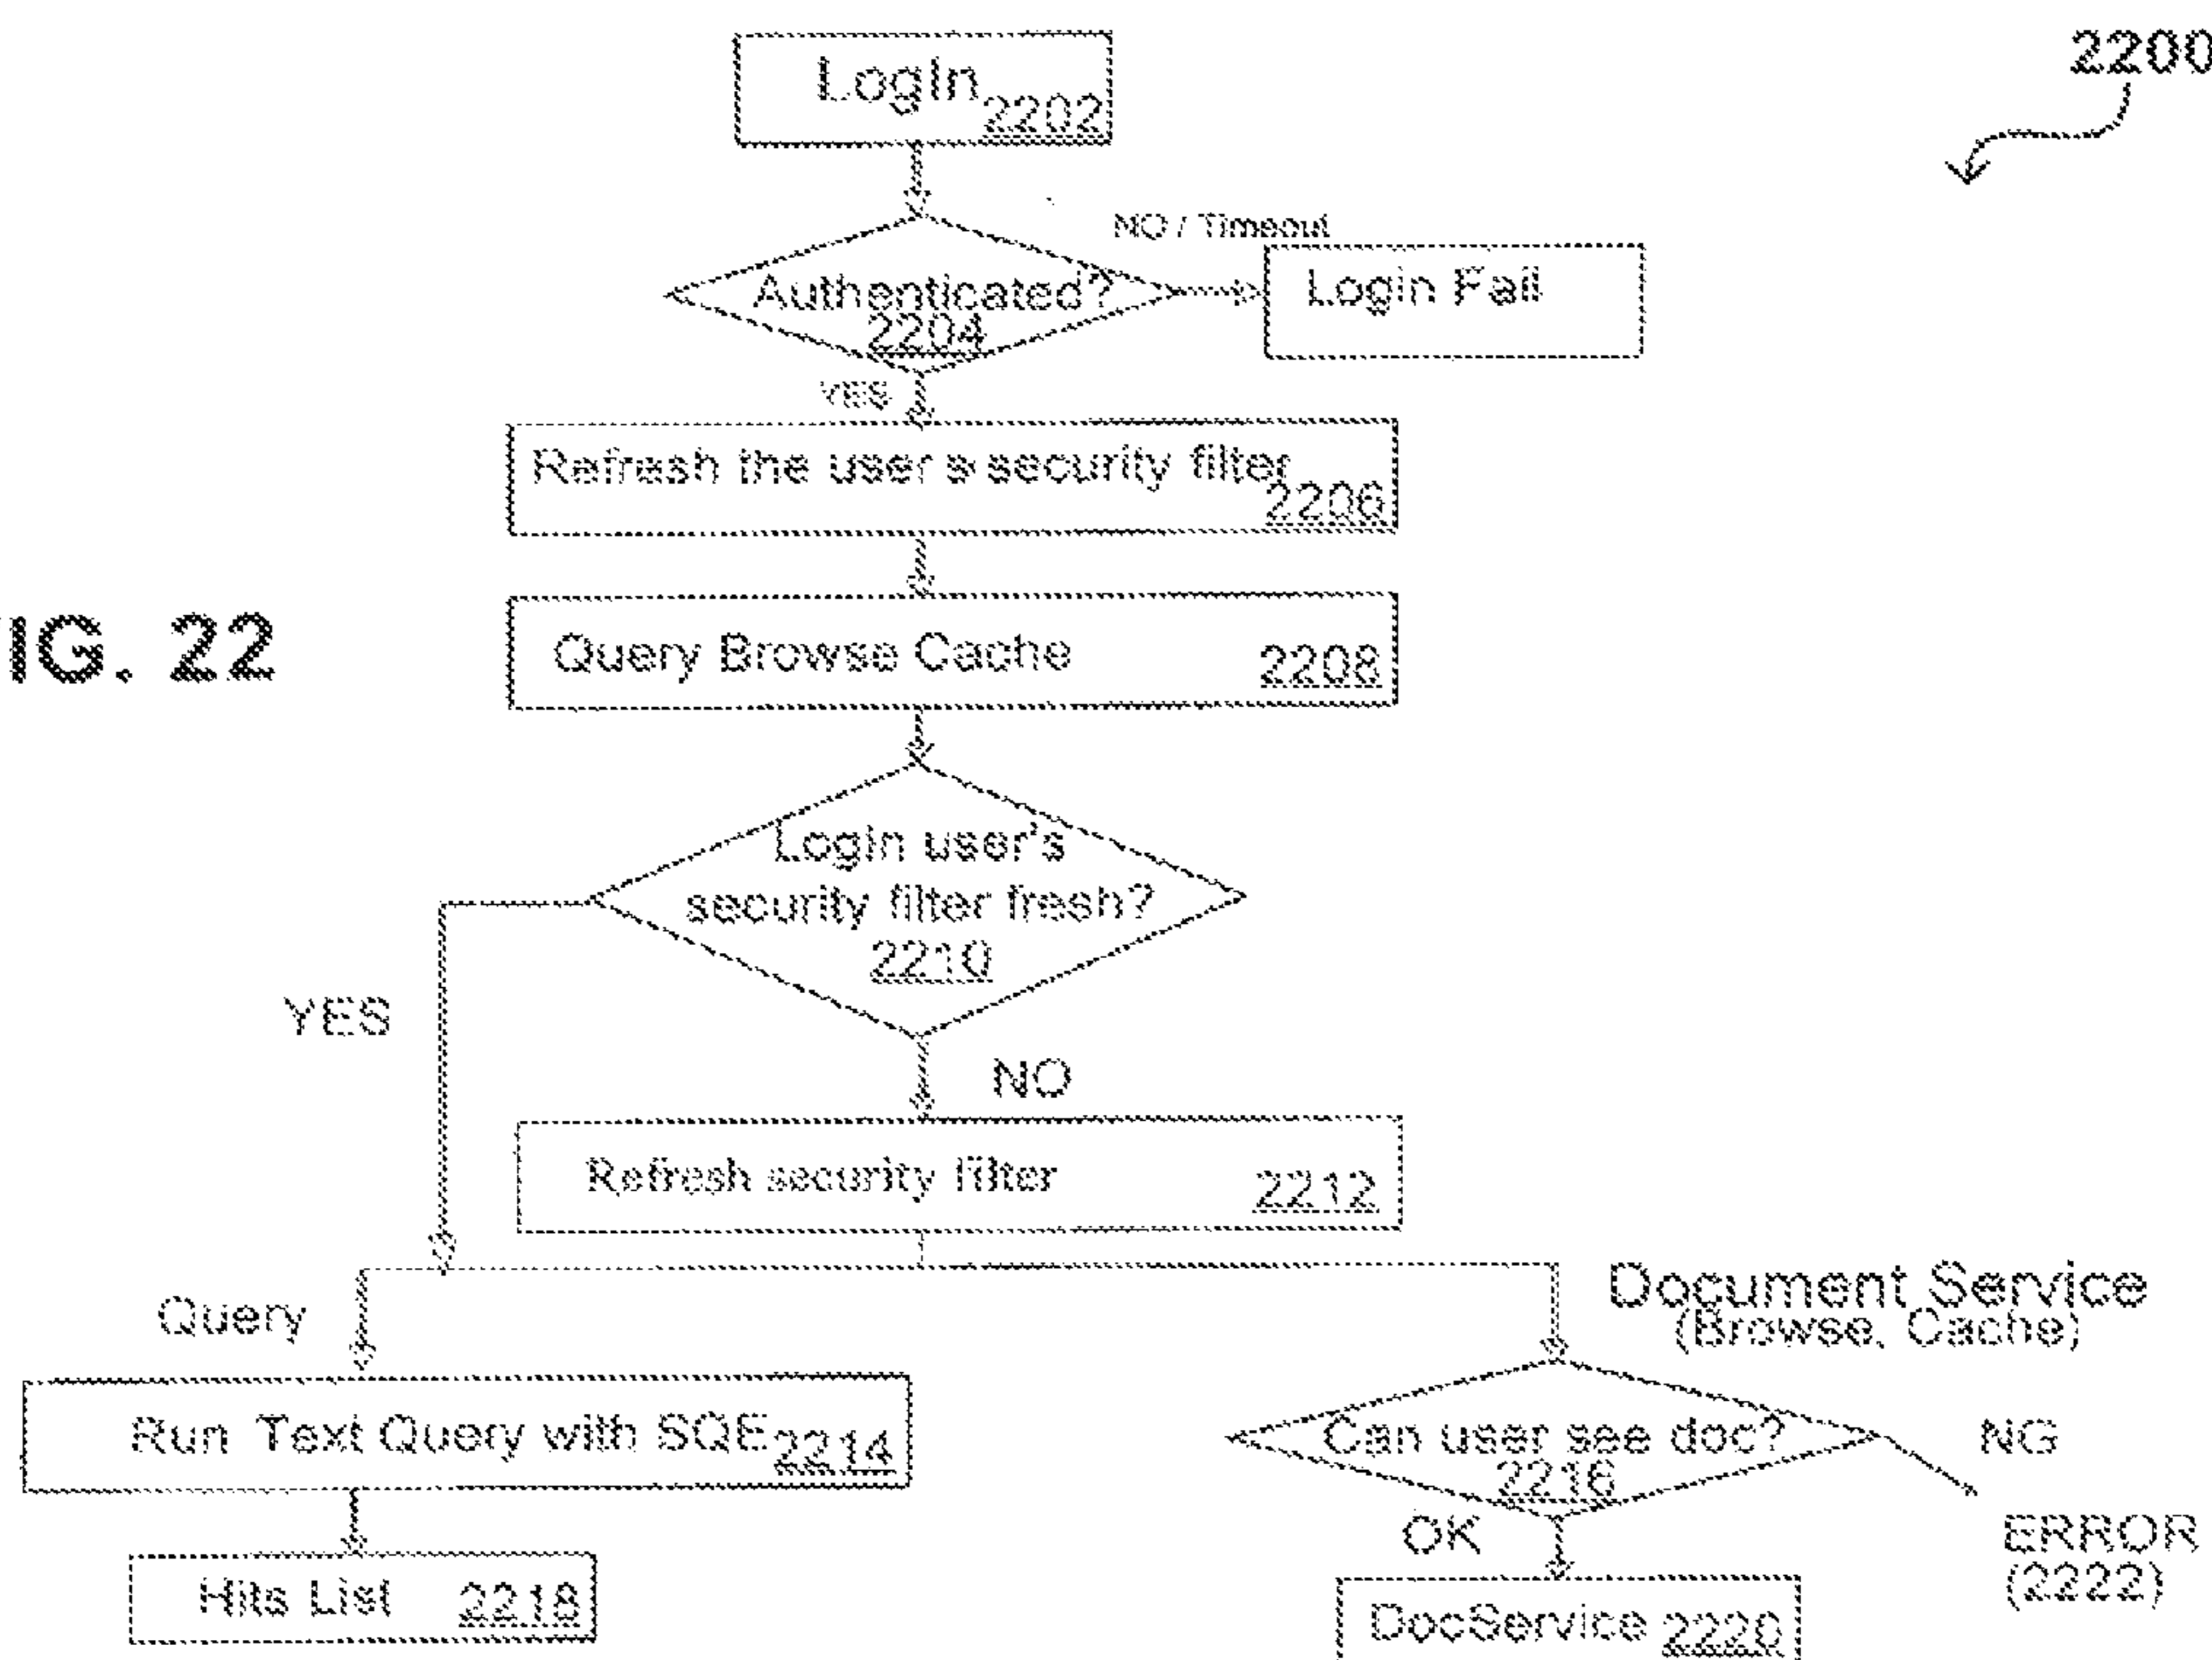 2200
LogIn 2202
NO / Timeout
Authenticated?
2204
Login Fail
YES
Refresh the user's security filter
2206
IG. 22
Query Browse Cache 2208
Login user's
security filter fresh?
2210
YES
NO
Refresh security filter 2212
Query
Document Service
(Browse, Cache)
Run Text Query with SQE 2214
Can user see doc?
2216
NG
OK
ERROR
(2222)
Hits List 2218
DocService 2220